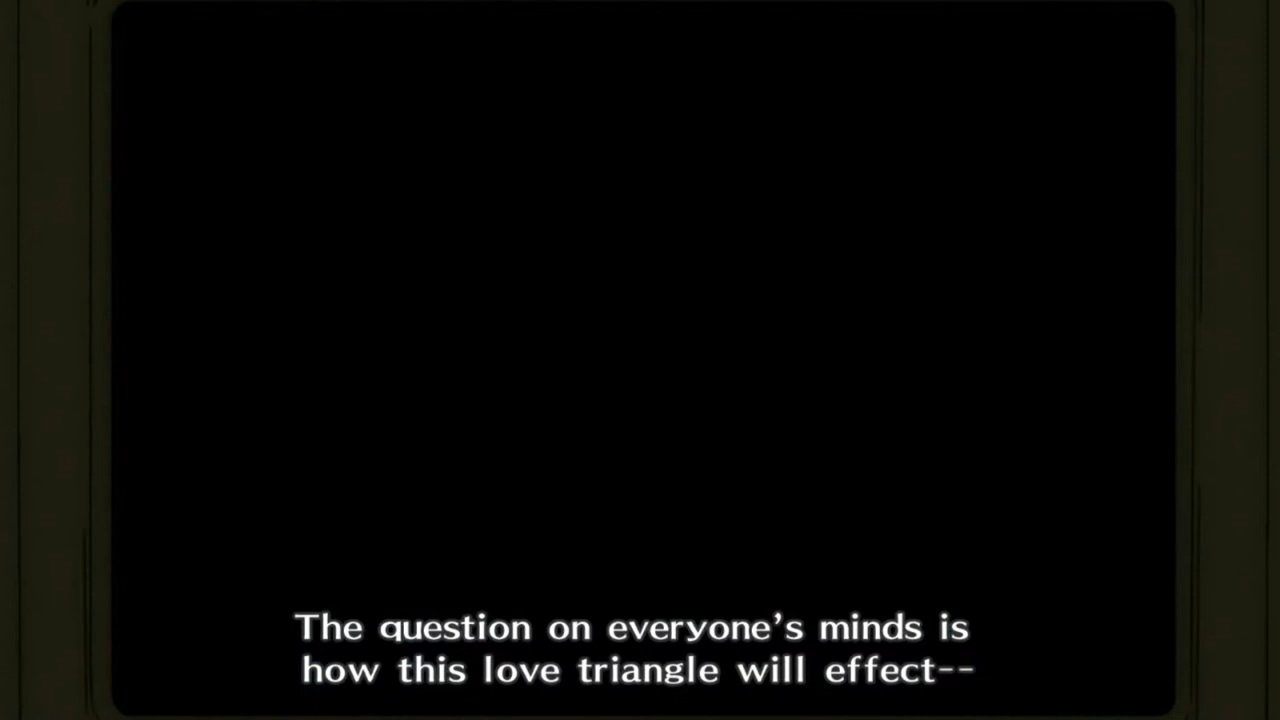 The question on everyone's minds is
how this love triangle will effect--